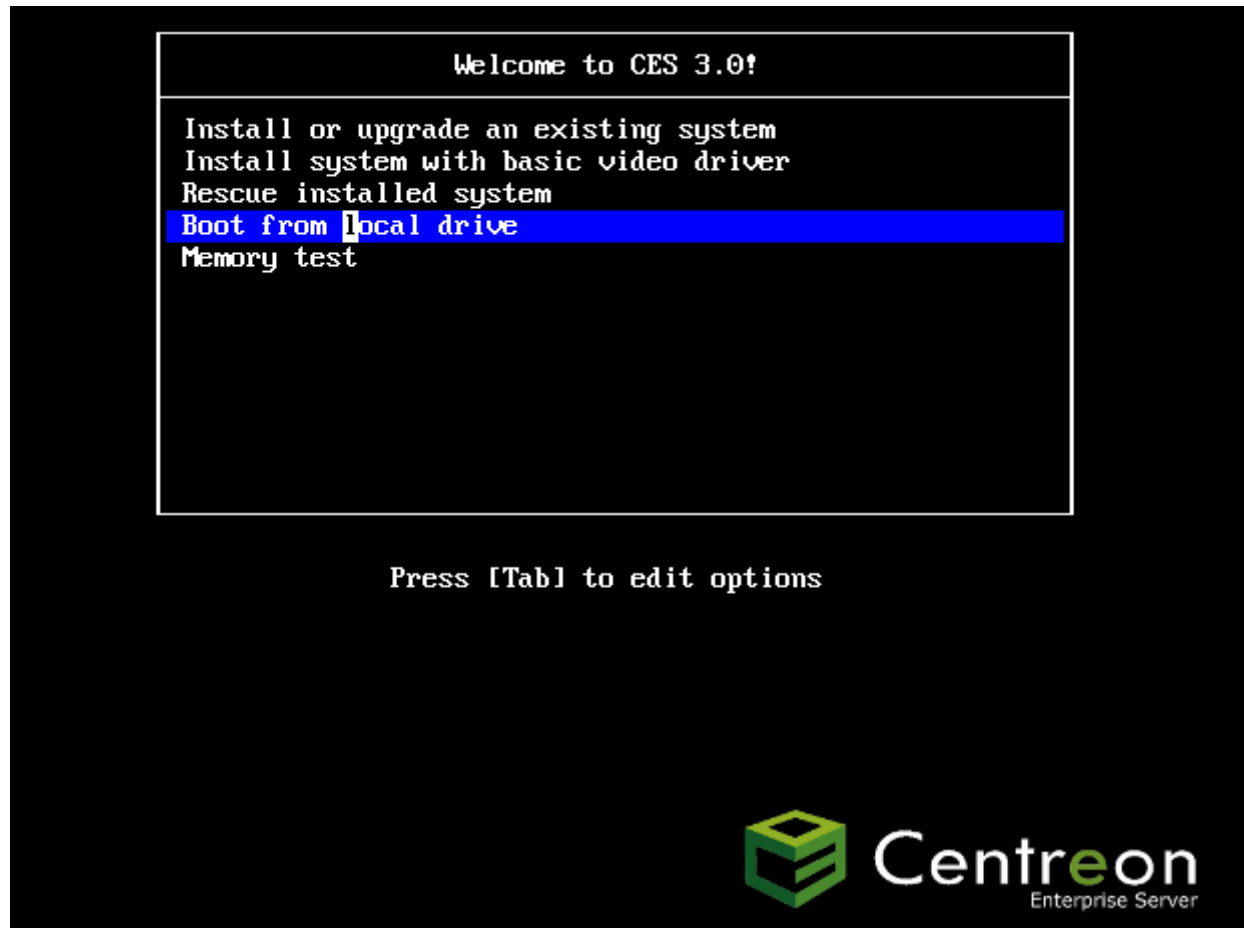 Welcome to CES 3.0!
Install or upgrade an existing system
Install system with basic video driver
Rescue installed system
Boot from local drive
Memory test
Press [Tab] to edit options
Centreon
Enterprise Server